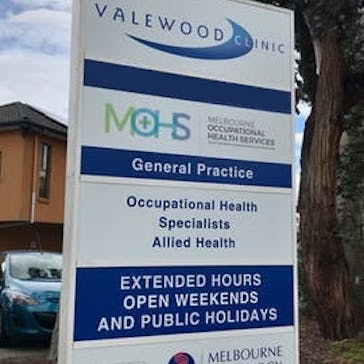 VALEWOOD CLINIC
MOHS MELBOURNE
OCCUPATIONAL
HEALTH SERVICES
General Practice
Occupational Health
Specialists
Allied Health
EXTENDED HOURS
OPEN WEEKENDS
AND PUBLIC HOLIDAYS
MELBOURNE